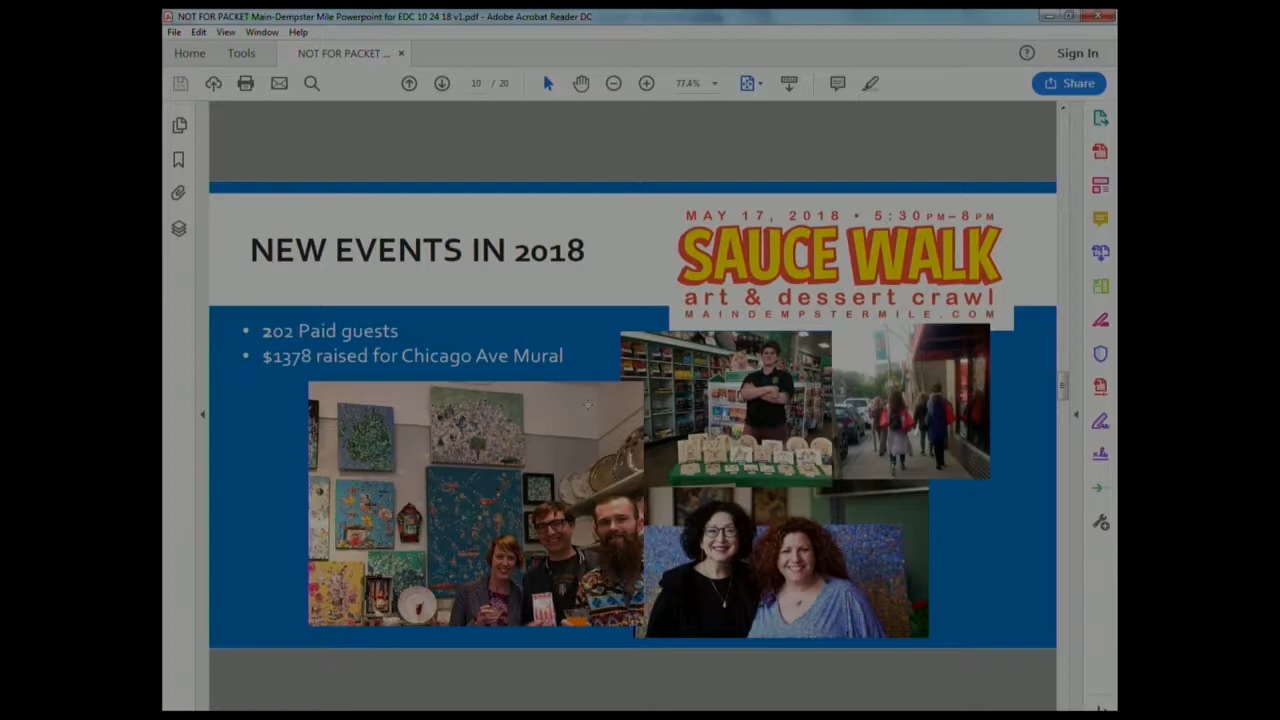 NOT FOR PACKET Main-Dempster Mile Powerpoint for EDC 10 24 18 v1.pdf - Adobe Acrobat Reader DC
File Edit View Window Help
Home Tools NOT FOR PACKET ... × Sign In
10 / 20 77.4% Share
MAY 17, 2018 • 5:30PM–8PM
SAUCE WALK
art & dessert crawl
MAINDEMPSTERMILE.COM
NEW EVENTS IN 2018
• 202 Paid guests
• $1378 raised for Chicago Ave Mural